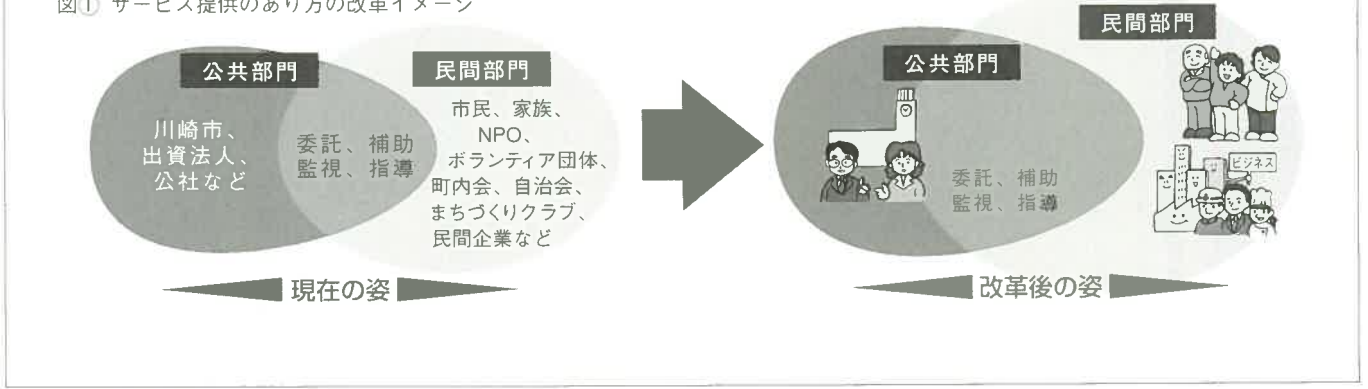 図① サービス提供のあり方の改革イメージ
公共部門
民間部門
川崎市、
出資法人、
公社など
委託、補助
監視、指導
市民、家族、
NPO、
ボランティア団体、
町内会、自治会、
まちづくりクラブ、
民間企業など
現在の姿
公共部門
民間部門
委託、補助
監視、指導
ビジネス
改革後の姿